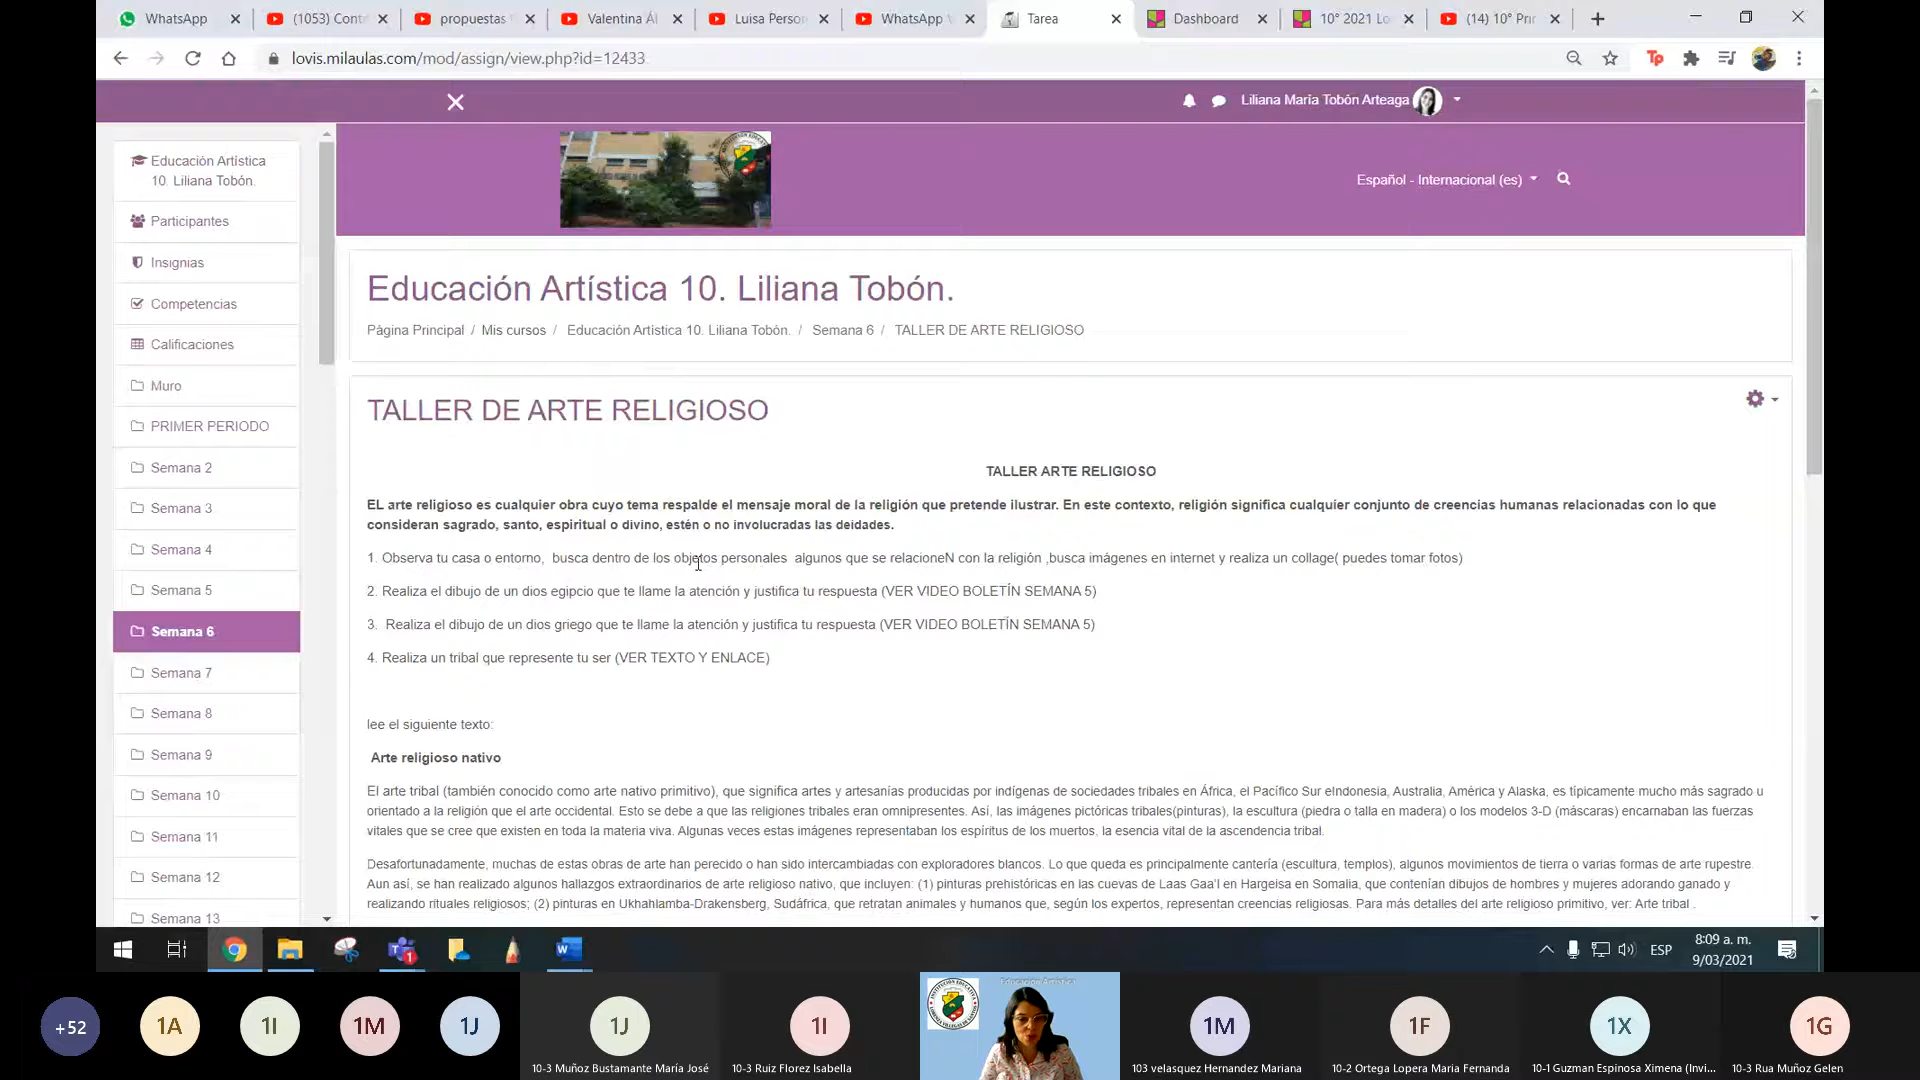 WhatsApp
(1053) Cont
propuestas
Valentina Ál
Luisa Perso
WhatsApp V
Tarea
Dashboard
10° 2021 Lo
(14) 10° Prir
lovis.milaulas.com/mod/assign/view.php?id=12433
Tp
Liliana María Tobón Arteaga
Español - Internacional (es)
Educación Artística
10. Liliana Tobón.
Participantes
Insignias
Competencias
Calificaciones
Muro
PRIMER PERIODO
Semana 2
Semana 3
Semana 4
Semana 5
Semana 6
Semana 7
Semana 8
Semana 9
Semana 10
Semana 11
Semana 12
Semana 13
Educación Artística 10. Liliana Tobón.
Página Principal / Mis cursos / Educación Artística 10. Liliana Tobón. / Semana 6 / TALLER DE ARTE RELIGIOSO
TALLER DE ARTE RELIGIOSO
TALLER ARTE RELIGIOSO
EL arte religioso es cualquier obra cuyo tema respalde el mensaje moral de la religión que pretende ilustrar. En este contexto, religión significa cualquier conjunto de creencias humanas relacionadas con lo que
consideran sagrado, santo, espiritual o divino, estén o no involucradas las deidades.
1. Observa tu casa o entorno, busca dentro de los objetos personales algunos que se relacioneN con la religión ,busca imágenes en internet y realiza un collage( puedes tomar fotos)
2. Realiza el dibujo de un dios egipcio que te llame la atención y justifica tu respuesta (VER VIDEO BOLETÍN SEMANA 5)
3. Realiza el dibujo de un dios griego que te llame la atención y justifica tu respuesta (VER VIDEO BOLETÍN SEMANA 5)
4. Realiza un tribal que represente tu ser (VER TEXTO Y ENLACE)
lee el siguiente texto:
Arte religioso nativo
El arte tribal (también conocido como arte nativo primitivo), que significa artes y artesanías producidas por indígenas de sociedades tribales en África, el Pacífico Sur eIndonesia, Australia, América y Alaska, es típicamente mucho más sagrado u
orientado a la religión que el arte occidental. Esto se debe a que las religiones tribales eran omnipresentes. Así, las imágenes pictóricas tribales(pinturas), la escultura (piedra o talla en madera) o los modelos 3-D (máscaras) encarnaban las fuerzas
vitales que se cree que existen en toda la materia viva. Algunas veces estas imágenes representaban los espíritus de los muertos, la esencia vital de la ascendencia tribal.
Desafortunadamente, muchas de estas obras de arte han perecido o han sido intercambiadas con exploradores blancos. Lo que queda es principalmente cantería (escultura, templos), algunos movimientos de tierra o varias formas de arte rupestre.
Aun así, se han realizado algunos hallazgos extraordinarios de arte religioso nativo, que incluyen: (1) pinturas prehistóricas en las cuevas de Laas Gaa'l en Hargeisa en Somalia, que contenían dibujos de hombres y mujeres adorando ganado y
realizando rituales religiosos; (2) pinturas en Ukhahlamba-Drakensberg, Sudáfrica, que retratan animales y humanos que, según los expertos, representan creencias religiosas. Para más detalles del arte religioso primitivo, ver: Arte tribal .
1
ESP
8:09 a. m.
9/03/2021
+52
1A
1I
1M
1J
1J
10-3 Muñoz Bustamante María José
1I
10-3 Ruiz Florez Isabella
Educación Artística
1M
103 velasquez Hernandez Mariana
1F
10-2 Ortega Lopera Maria Fernanda
1X
10-1 Guzman Espinosa Ximena (Invi...
1G
10-3 Rua Muñoz Gelen